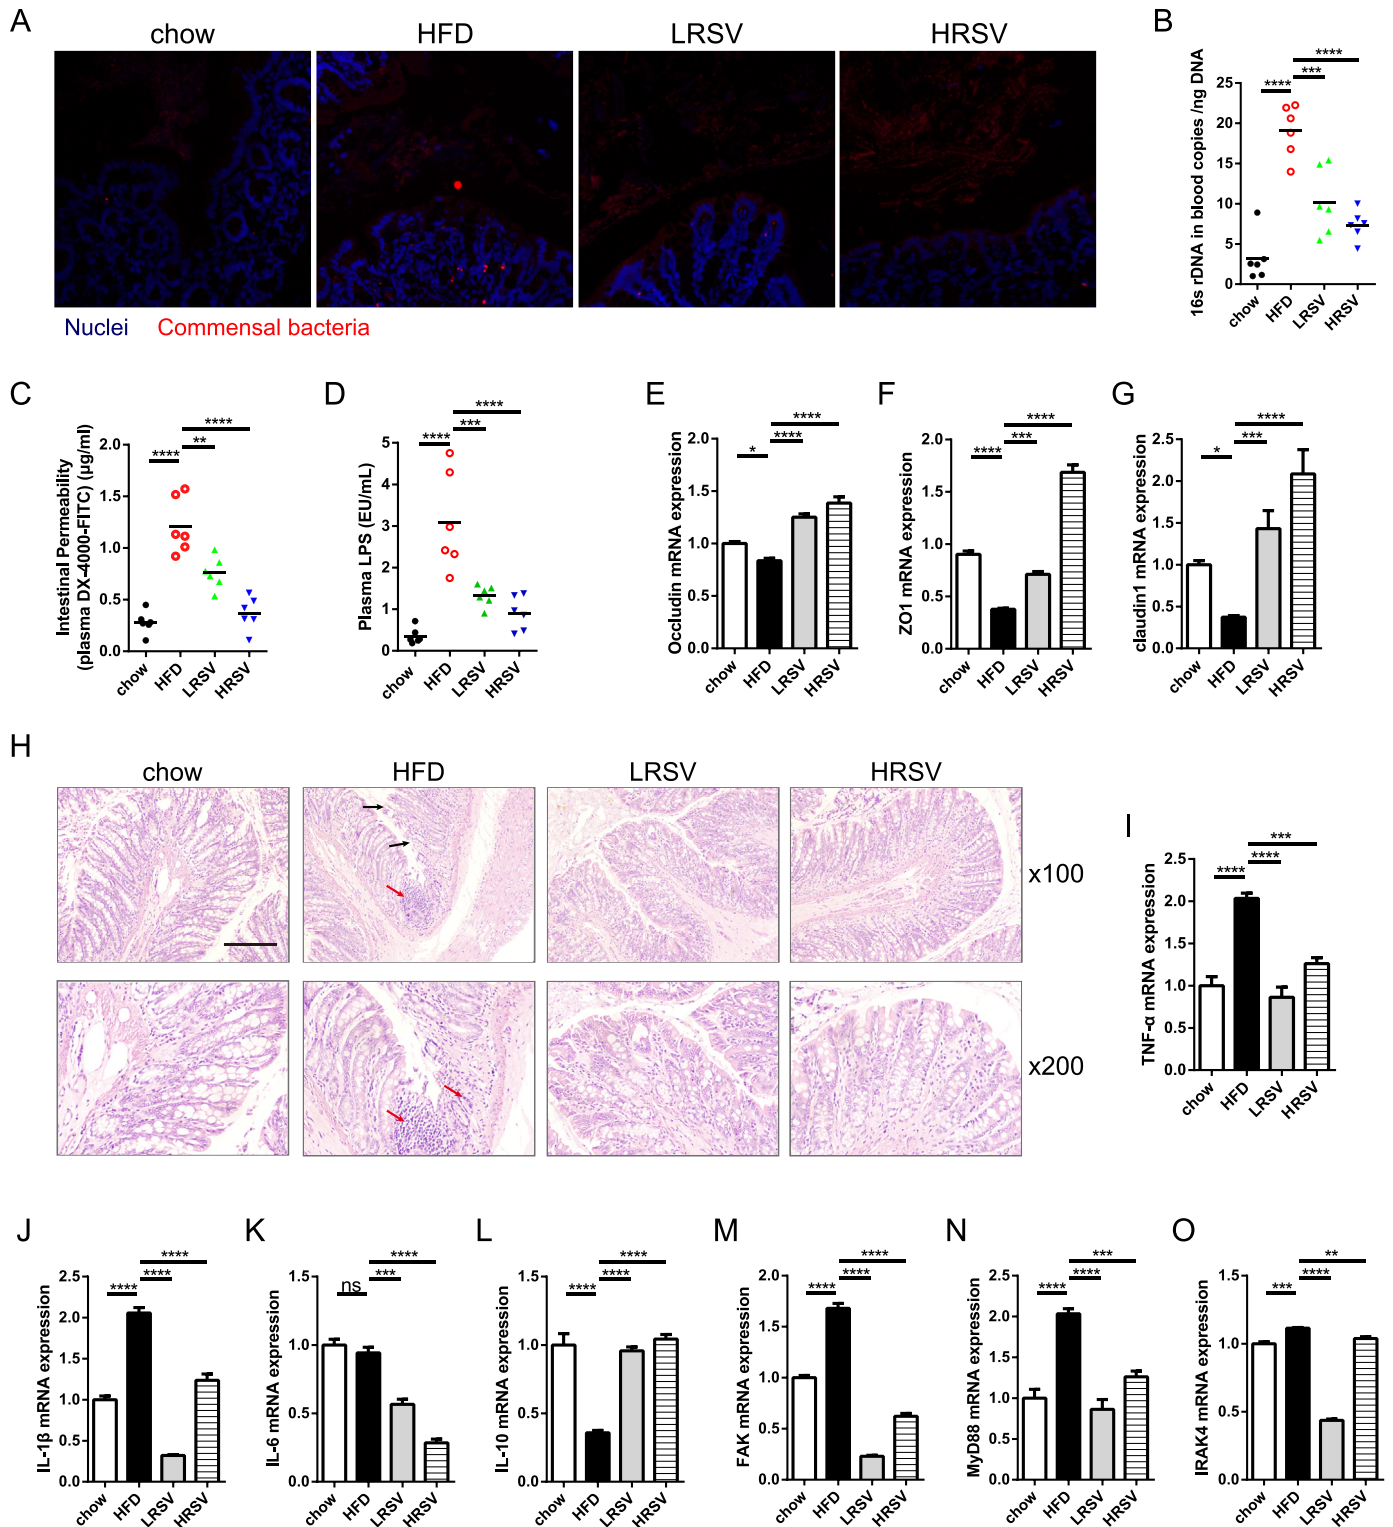 A
chow HFD LRSV HRSV
Nuclei Commensal bacteria
B
16s rDNA in blood copies /ng DNA
25
20
15
10
5
0
**** *** ****
chow HFD LRSV HRSV
C
Intestinal Permeability
(plasma DX-4000-FITC) (μg/ml)
2.0
1.5
1.0
0.5
0.0
**** ** ****
chow HFD LRSV HRSV
D
Plasma LPS (EU/mL)
5
4
3
2
1
0
**** *** ****
chow HFD LRSV HRSV
E
Occludin mRNA expression
2.0
1.5
1.0
0.5
0.0
* **** ****
chow HFD LRSV HRSV
F
ZO1 mRNA expression
2.0
1.5
1.0
0.5
0.0
**** *** ****
chow HFD LRSV HRSV
G
claudin1 mRNA expression
2.5
2.0
1.5
1.0
0.5
0.0
* *** ****
chow HFD LRSV HRSV
H
chow HFD LRSV HRSV
x100
x200
I
TNF-α mRNA expression
2.5
2.0
1.5
1.0
0.5
0.0
**** **** ***
chow HFD LRSV HRSV
J
IL-1β mRNA expression
2.5
2.0
1.5
1.0
0.5
0.0
**** **** ****
chow HFD LRSV HRSV
K
IL-6 mRNA expression
1.5
1.0
0.5
0.0
ns *** ****
chow HFD LRSV HRSV
L
IL-10 mRNA expression
1.5
1.0
0.5
0.0
**** **** ****
chow HFD LRSV HRSV
M
FAK mRNA expression
2.0
1.5
1.0
0.5
0.0
**** **** ****
chow HFD LRSV HRSV
N
MyD88 mRNA expression
2.5
2.0
1.5
1.0
0.5
0.0
**** **** ***
chow HFD LRSV HRSV
O
IRAK4 mRNA expression
1.5
1.0
0.5
0.0
*** **** **
chow HFD LRSV HRSV